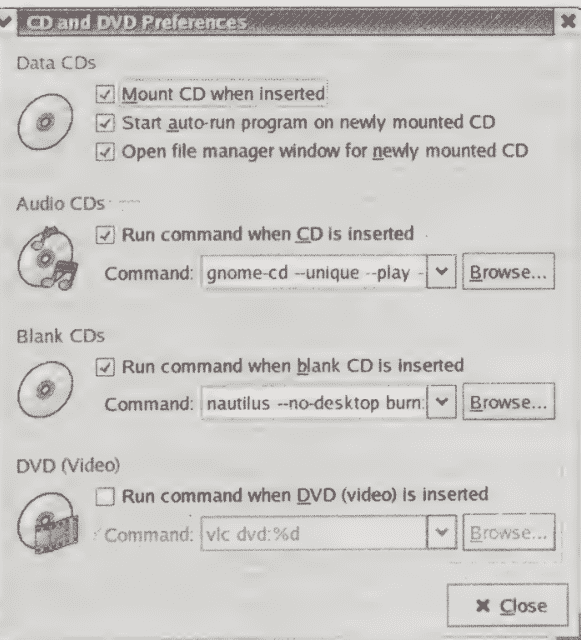 CD and DVD Preferences
Data CDs
Mount CD when inserted
Start auto-run program on newly mounted CD
Open file manager window for newly mounted CD
Audio CDs
Run command when CD is inserted
Command: gnome-cd --unique --play - Browse...
Blank CDs
Run command when blank CD is inserted
Command: nautilus --no-desktop burn: Browse...
DVD (Video)
Run command when DVD (video) is inserted
Command: vlc dvd:%d Browse...
Close